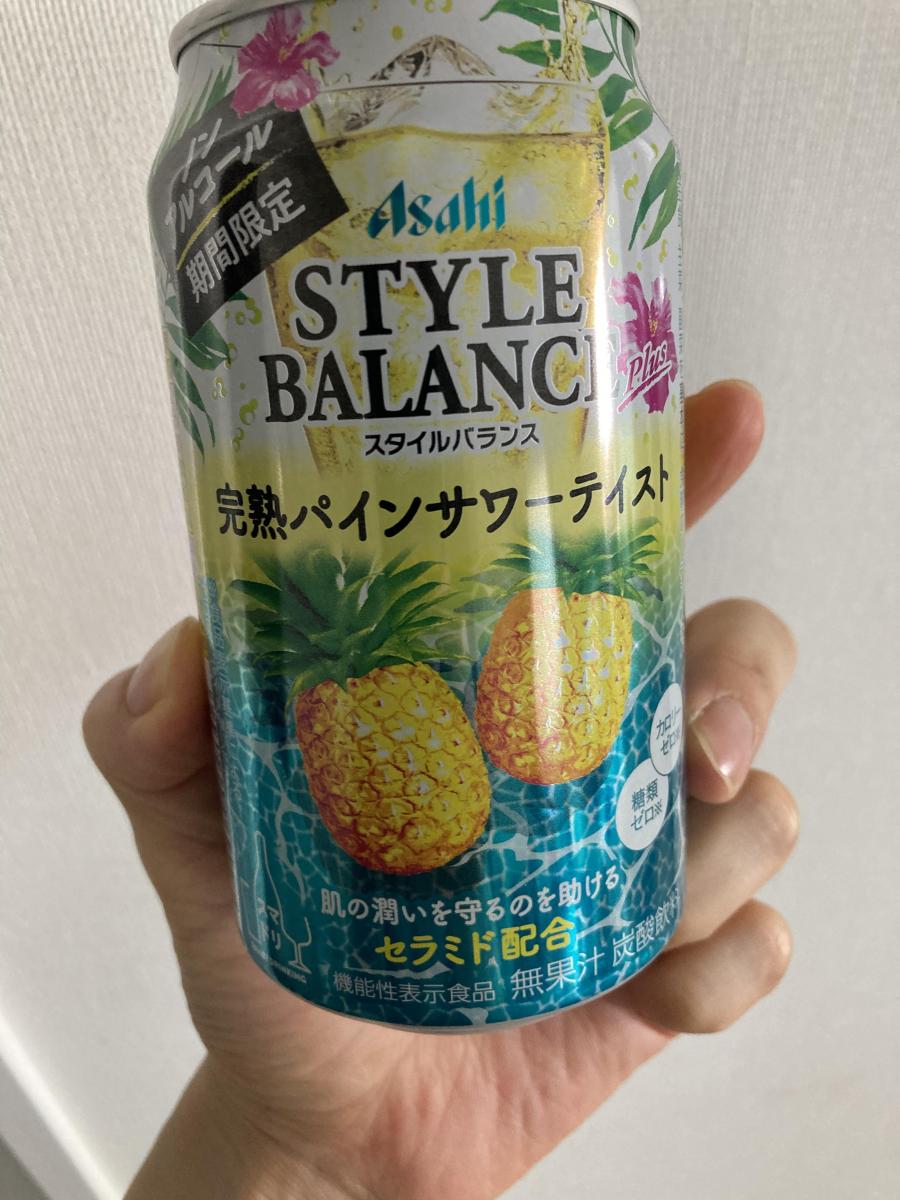 ノン
アルコール
期間限定
Asahi
STYLE
BALANCE
Plus
スタイルバランス
完熟パインサワーテイスト
カロリー
ゼロ※
糖類
ゼロ※
肌の潤いを守るのを助ける
セラミド配合
機能性表示食品 無果汁 炭酸飲料
スマ
ドリ